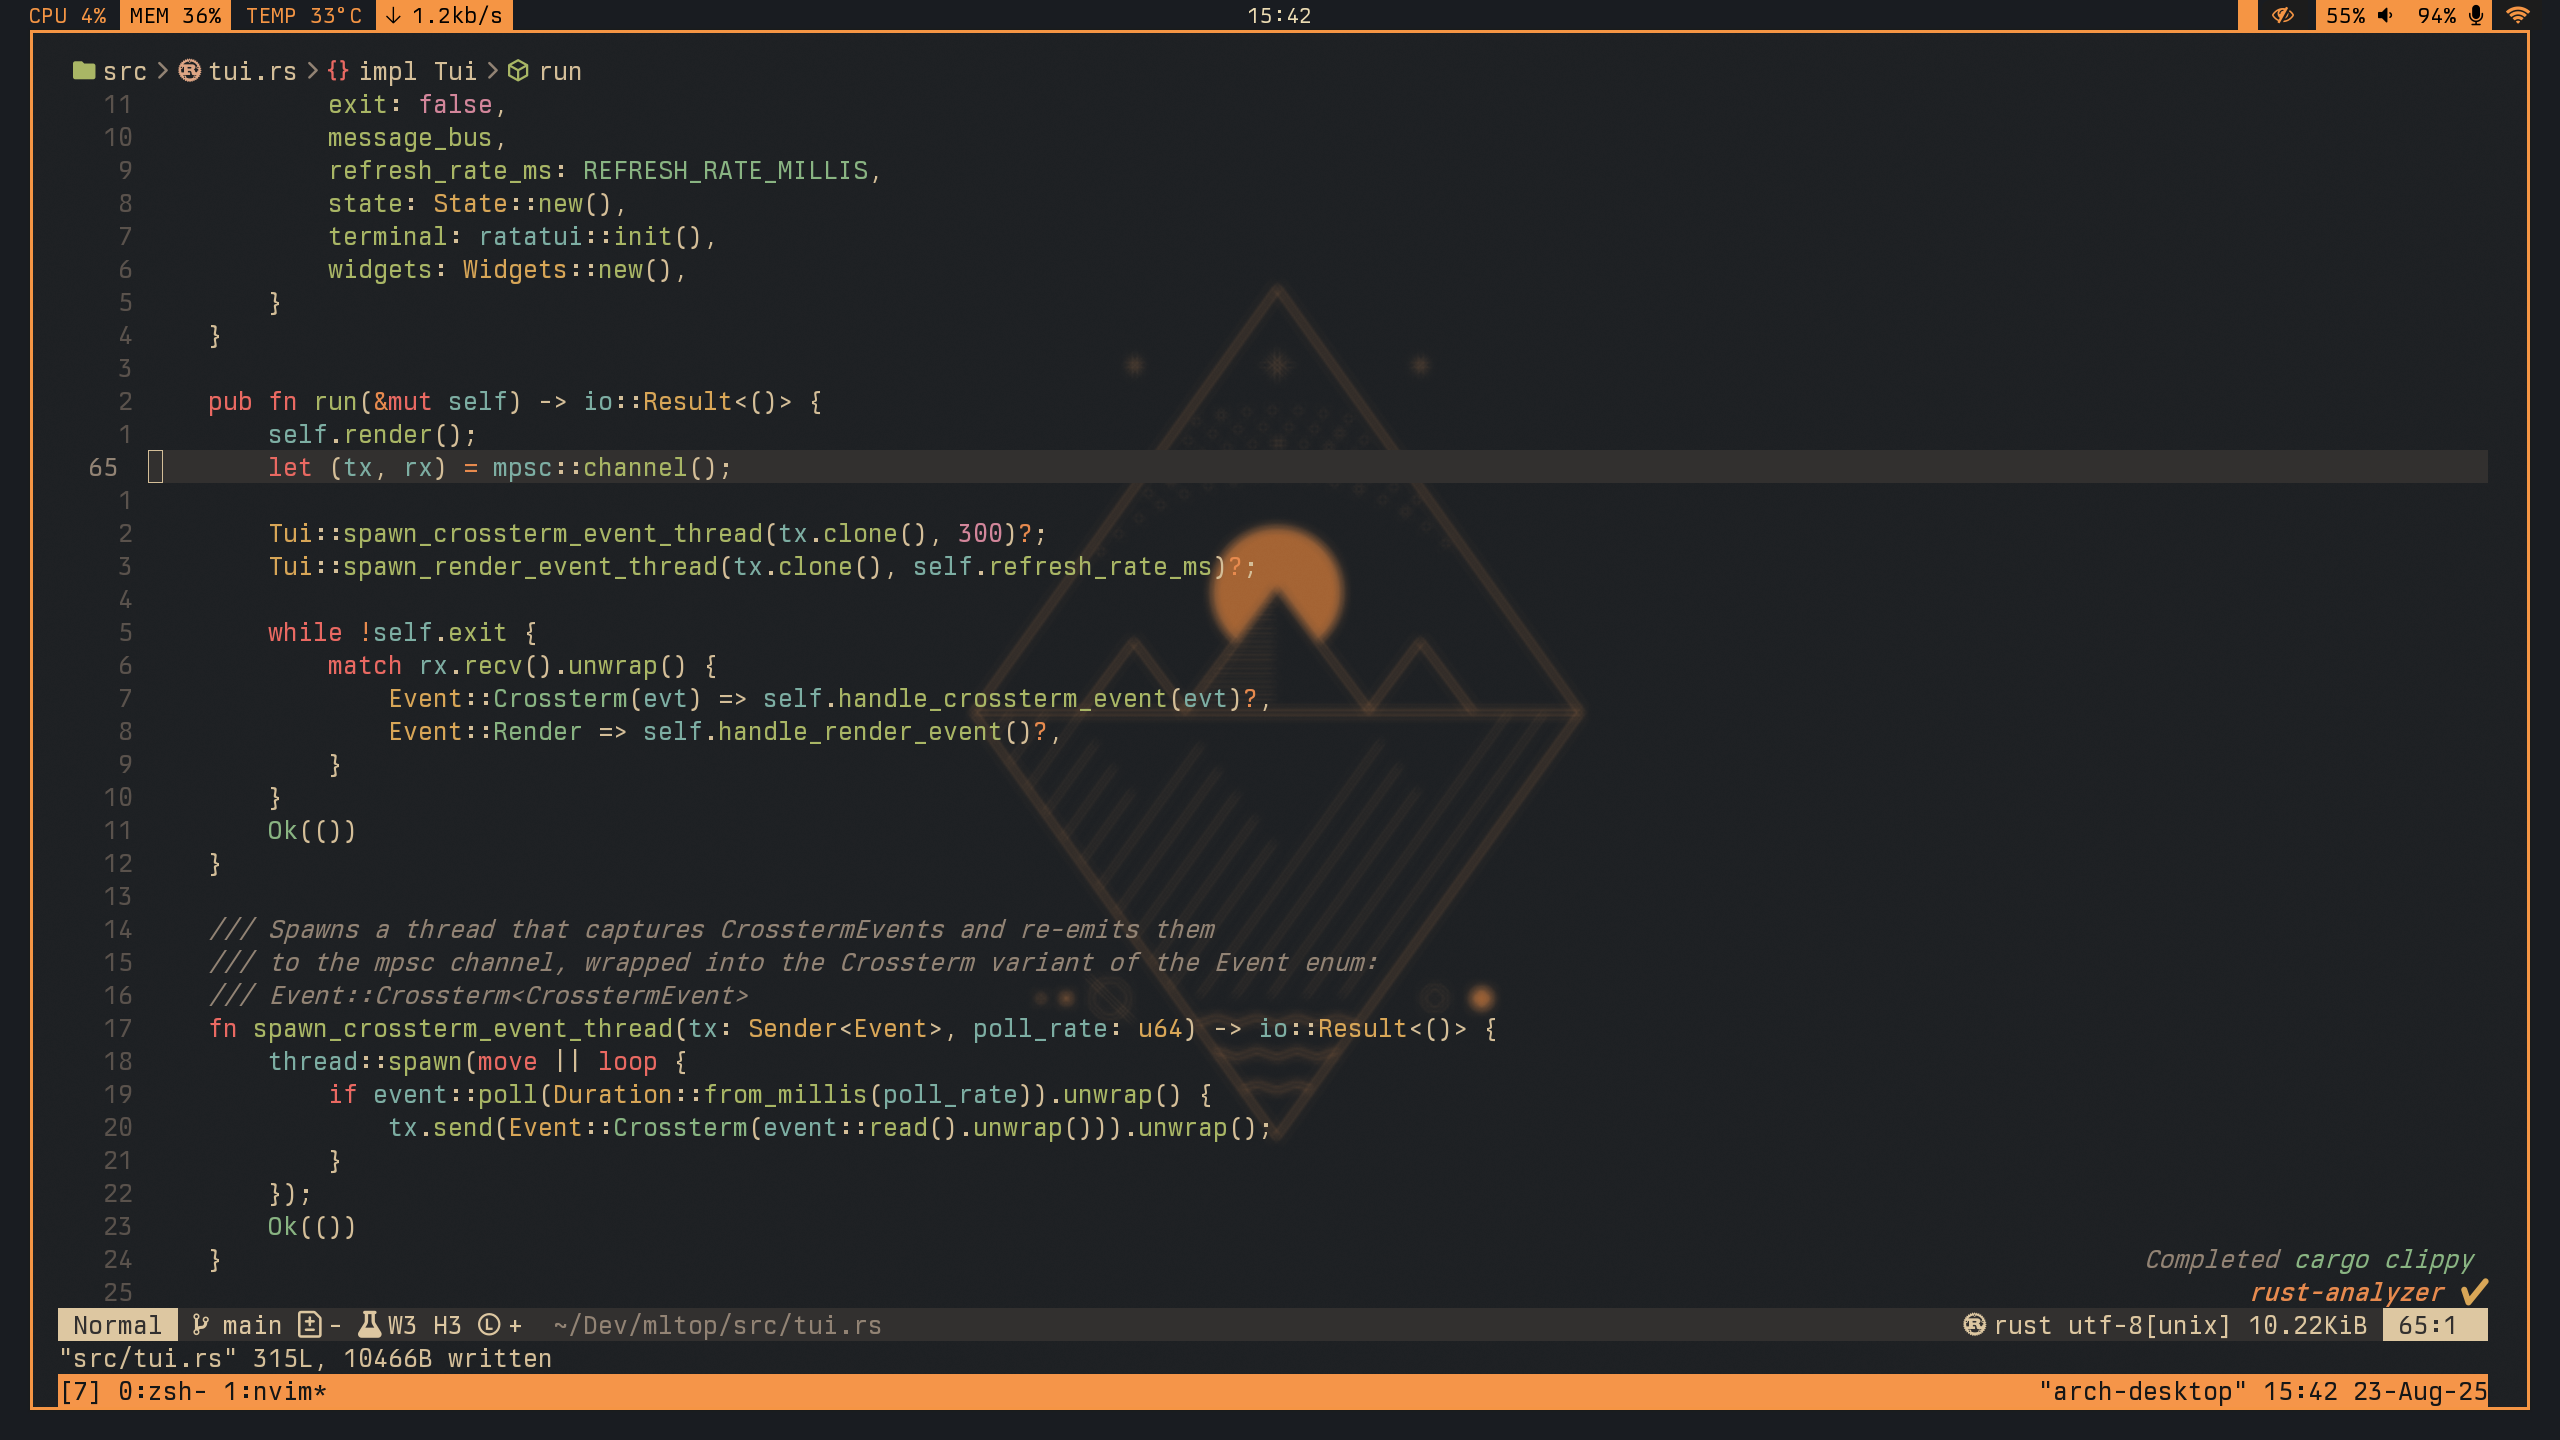 CPU 4% MEM 36% TEMP 33°C ↓ 1.2kb/s 15:42 55% 94%
src > tui.rs > {} impl Tui > run
11             exit: false,
10             message_bus,
9             refresh_rate_ms: REFRESH_RATE_MILLIS,
8             state: State::new(),
7             terminal: ratatui::init(),
6             widgets: Widgets::new(),
5         }
4     }
3
2     pub fn run(&mut self) -> io::Result<()> {
1         self.render();
65         let (tx, rx) = mpsc::channel();
1
2         Tui::spawn_crossterm_event_thread(tx.clone(), 300)?;
3         Tui::spawn_render_event_thread(tx.clone(), self.refresh_rate_ms)?;
4
5         while !self.exit {
6             match rx.recv().unwrap() {
7                 Event::Crossterm(evt) => self.handle_crossterm_event(evt)?,
8                 Event::Render => self.handle_render_event()?,
9             }
10         }
11         Ok(())
12     }
13
14     /// Spawns a thread that captures CrosstermEvents and re-emits them
15     /// to the mpsc channel, wrapped into the Crossterm variant of the Event enum:
16     /// Event::Crossterm<CrosstermEvent>
17     fn spawn_crossterm_event_thread(tx: Sender<Event>, poll_rate: u64) -> io::Result<()> {
18         thread::spawn(move || loop {
19             if event::poll(Duration::from_millis(poll_rate)).unwrap() {
20                 tx.send(Event::Crossterm(event::read().unwrap())).unwrap();
21             }
22         });
23         Ok(())
24     }
Completed cargo clippy
25
rust-analyzer ✔
Normal main - W3 H3 + ~/Dev/mltop/src/tui.rs rust utf-8[unix] 10.22KiB 65:1
"src/tui.rs" 315L, 10466B written
[7] 0:zsh- 1:nvim* "arch-desktop" 15:42 23-Aug-25